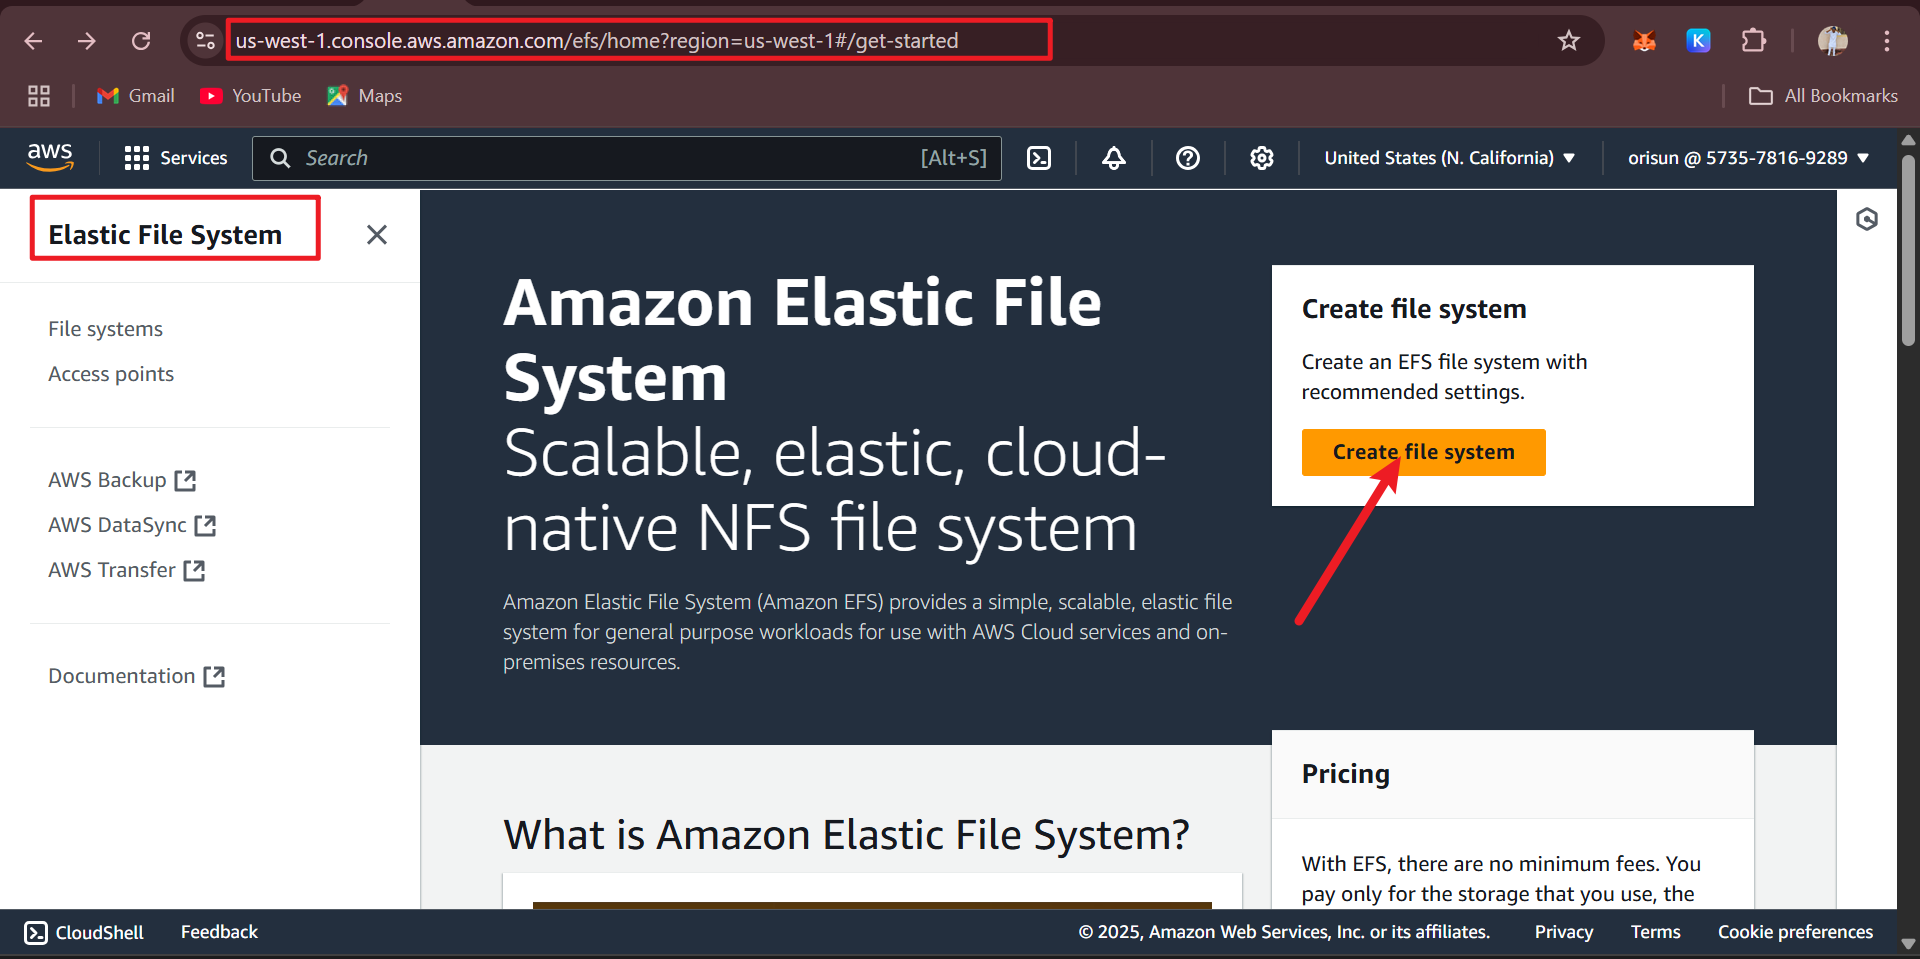 us-west-1.console.aws.amazon.com/efs/home?region=us-west-1#/get-started
K
Gmail
YouTube
Maps
All Bookmarks
aws
Services
Search
[Alt+S]
United States (N. California)
orisun @ 5735-7816-9289
Elastic File System
File systems
Access points
AWS Backup
AWS DataSync
AWS Transfer
Documentation
Amazon Elastic File
System
Scalable, elastic, cloud-
native NFS file system
Amazon Elastic File System (Amazon EFS) provides a simple, scalable, elastic file
system for general purpose workloads for use with AWS Cloud services and on-
premises resources.
Create file system
Create an EFS file system with
recommended settings.
Create file system
What is Amazon Elastic File System?
Pricing
With EFS, there are no minimum fees. You
pay only for the storage that you use, the
CloudShell
Feedback
© 2025, Amazon Web Services, Inc. or its affiliates.
Privacy
Terms
Cookie preferences